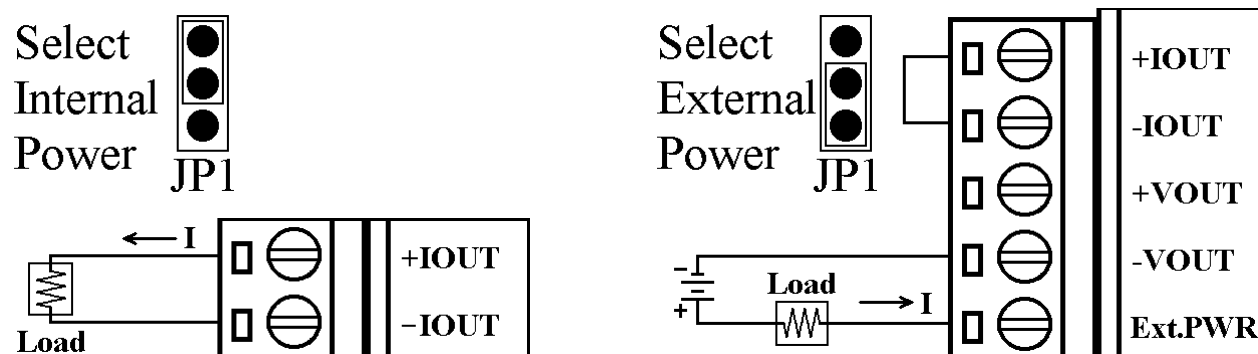 Select
Internal
Power
JP1
← I
Load
+IOUT
−IOUT
Select
External
Power
JP1
+IOUT
-IOUT
+VOUT
-VOUT
Ext.PWR
−
+
Load
→ I